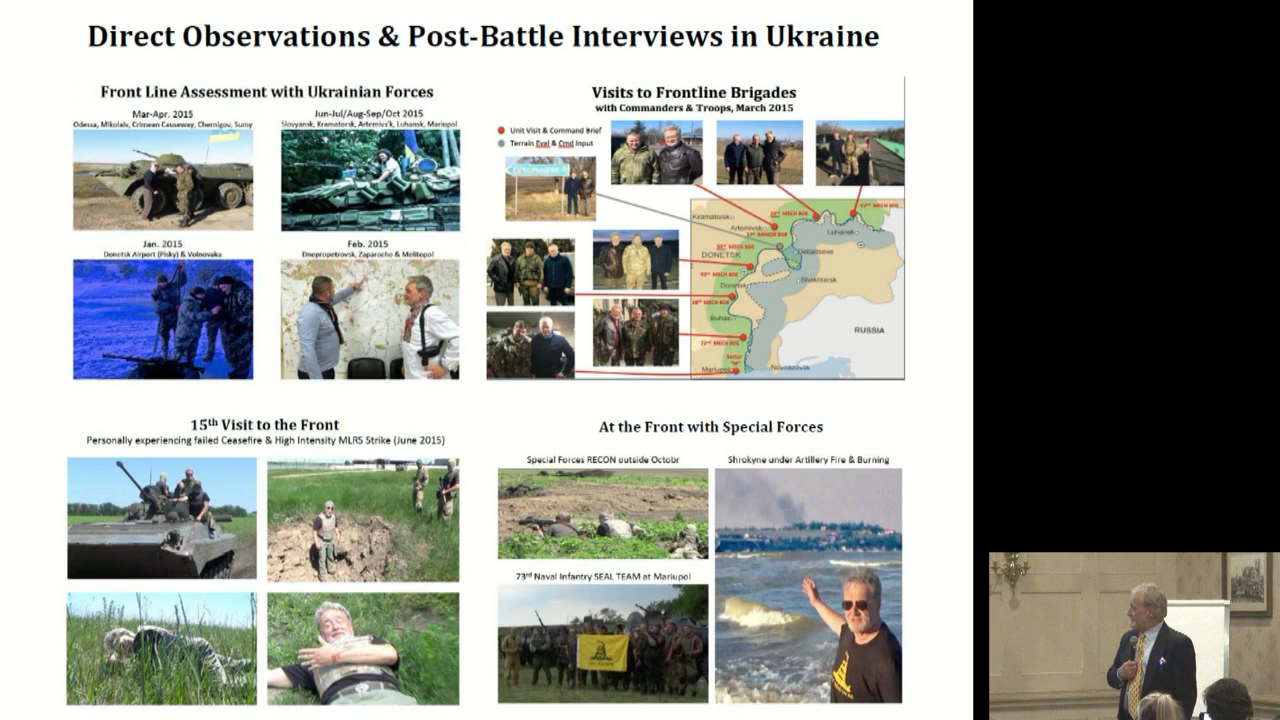 Direct Observations & Post-Battle Interviews in Ukraine
Front Line Assessment with Ukrainian Forces
Mar-Apr. 2015
Odessa, Mikolaiv, Crimean Causeway, Chernigov, Sumy
Jun-Jul/Aug-Sep/Oct 2015
Slovyansk, Kramatorsk, Artemivs'k, Luhansk, Mariupol
Jan. 2015
Donetsk Airport (Pisky) & Volnovaka
Feb. 2015
Dnepropetrovsk, Zaparoche & Melitopol
Visits to Frontline Brigades
with Commanders & Troops, March 2015
Unit Visit & Command Brief
Terrain Eval & Cmd Input
Kramatorsk
Artemivsk
Luhansk
DONETSK
Debaltseve
Donetsk
Shakhtarsk
RUSSIA
Mariupol
Novoazovsk
15th Visit to the Front
Personally experiencing failed Ceasefire & High Intensity MLRS Strike (June 2015)
At the Front with Special Forces
Special Forces RECON outside Octobr
Shrokyne under Artillery Fire & Burning
73rd Naval Infantry SEAL TEAM at Mariupol